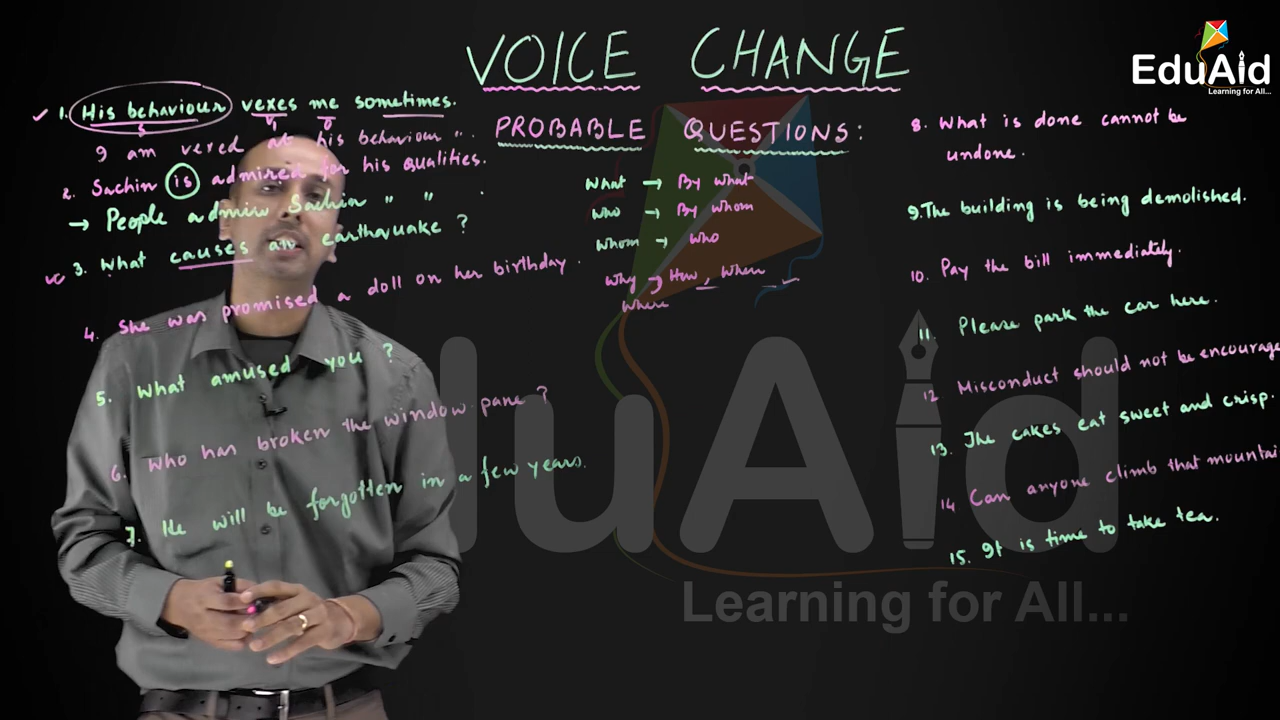 VOICE CHANGE
EduAid
Learning for All...
PROBABLE QUESTIONS:
1. His behaviour vexes me sometimes.
S V O
I am vexed at his behaviour " .
2. Sachin is admired for his qualities.
→ People admire Sachin " " .
3. What causes an earthquake ?
4. She was promised a doll on her birthday.
5. What amused you ?
6. Who has broken the window-pane ?
7. He will be forgotten in a few years.
What → By what
Who → By whom
Whom → Who
Why → How, When
Where
8. What is done cannot be
undone.
9. The building is being demolished.
10. Pay the bill immediately.
11. Please park the car here.
12 Misconduct should not be encourage
13. The cakes eat sweet and crisp.
14 Can anyone climb that mountai
15. It is time to take tea.
duAid
Learning for All...